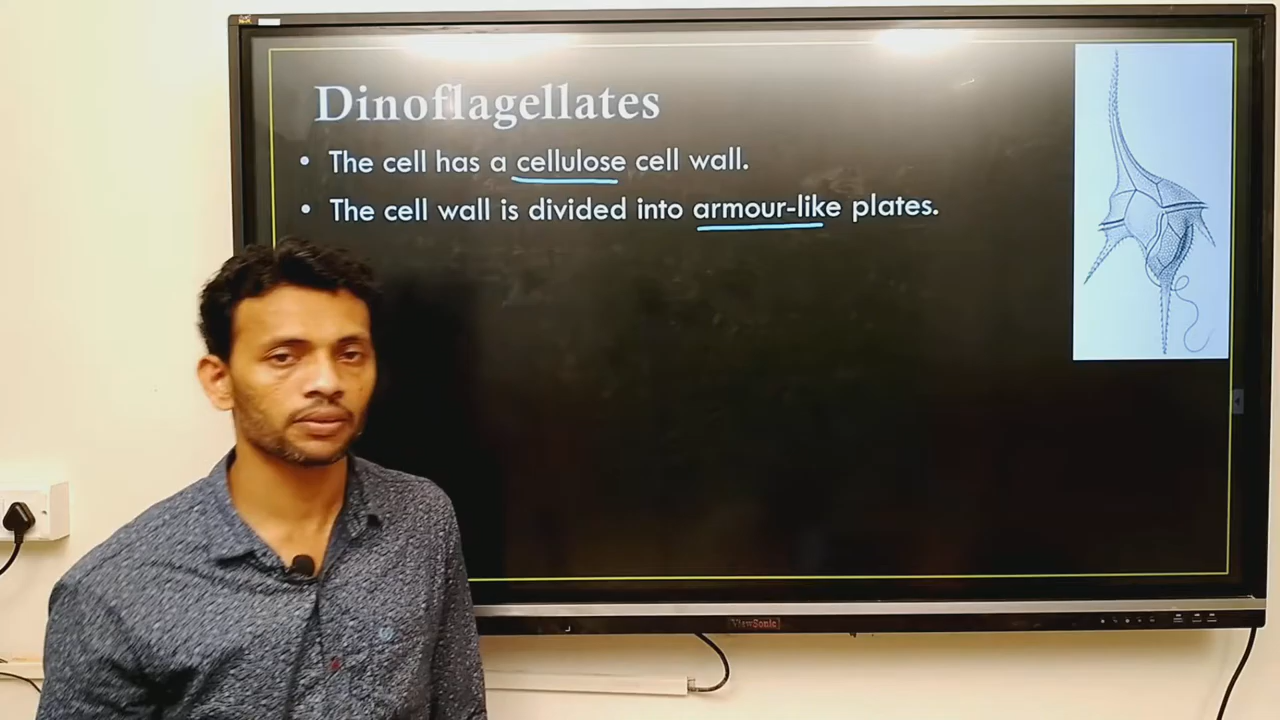 Dinoflagellates
• The cell has a cellulose cell wall.
• The cell wall is divided into armour-like plates.
ViewSonic